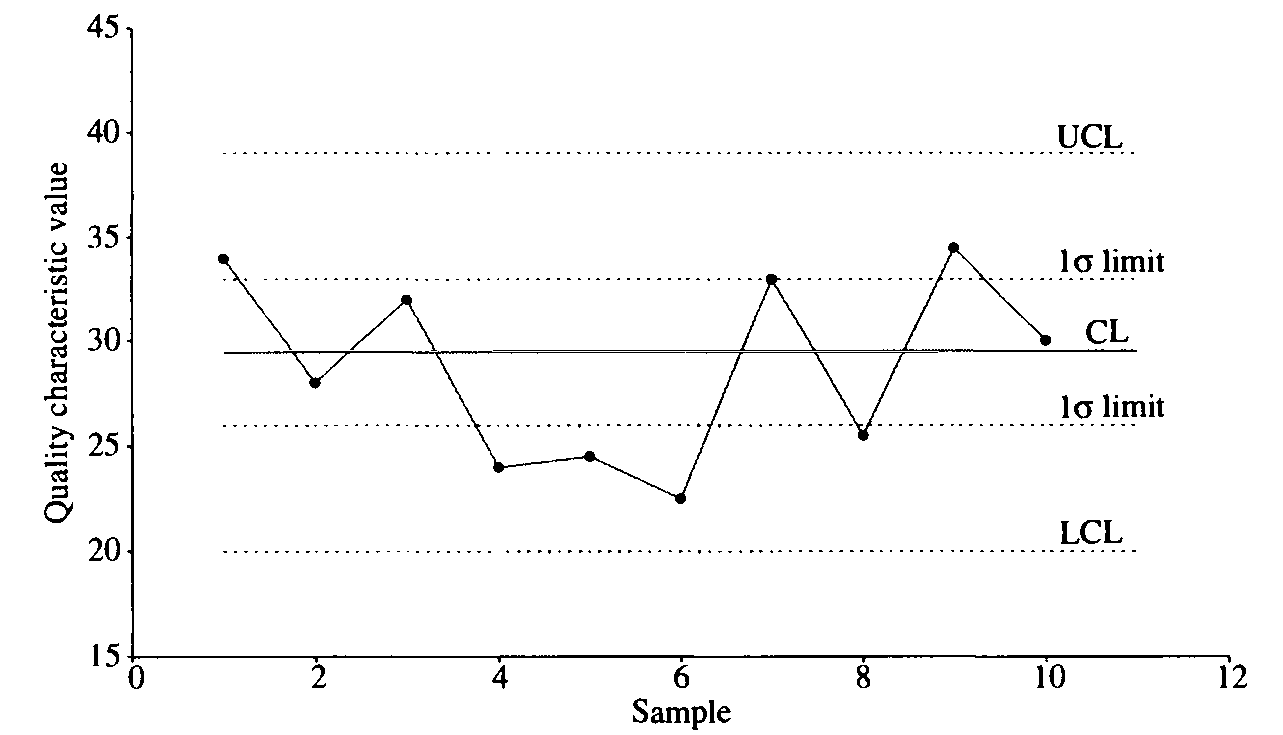 45
40
35
30
25
20
15
Quality characteristic value
UCL
1σ limit
CL
1σ limit
LCL
0 2 4 6 8 10 12
Sample